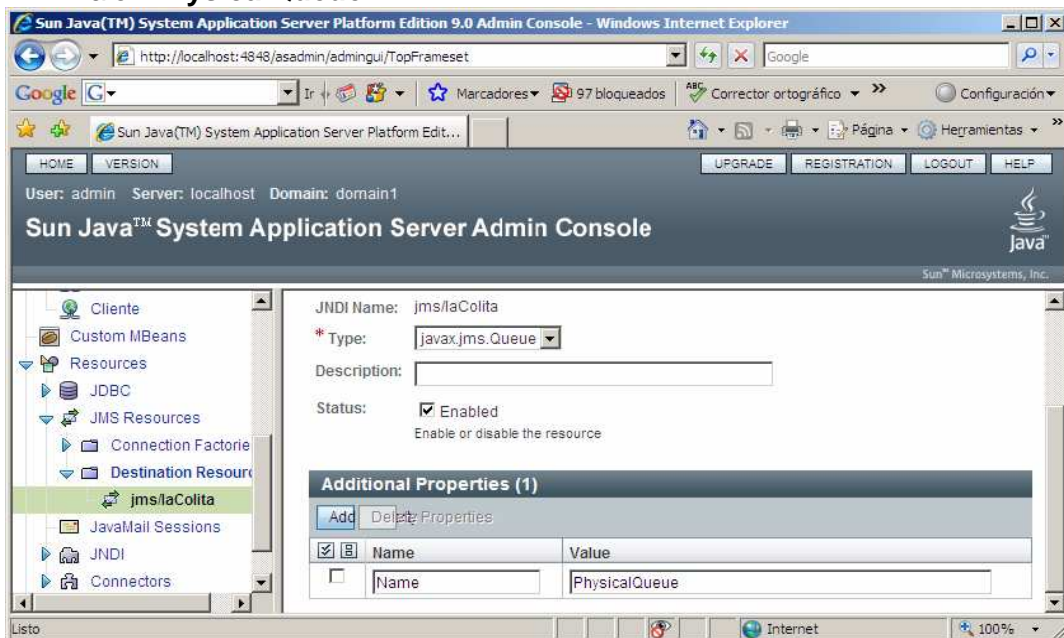 Sun Java(TM) System Application Server Platform Edition 9.0 Admin Console - Windows Internet Explorer
http://localhost:4848/asadmin/admingui/TopFrameset
Google
Google G Ir Marcadores 97 bloqueados ABC Corrector ortográfico » Configuración
Sun Java(TM) System Application Server Platform Edit... Página Herramientas »
HOME VERSION UPGRADE REGISTRATION LOGOUT HELP
User: admin Server: localhost Domain: domain1
Sun Java™ System Application Server Admin Console
Java™
Sun™ Microsystems, Inc.
Cliente
Custom MBeans
Resources
JDBC
JMS Resources
Connection Factorie
Destination Resourc
jms/laColita
JavaMail Sessions
JNDI
Connectors
JNDI Name: jms/laColita
* Type: javax.jms.Queue
Description:
Status: Enabled
Enable or disable the resource
Additional Properties (1)
Add Delete Properties
Name Value
Name PhysicalQueue
Listo Internet 100%